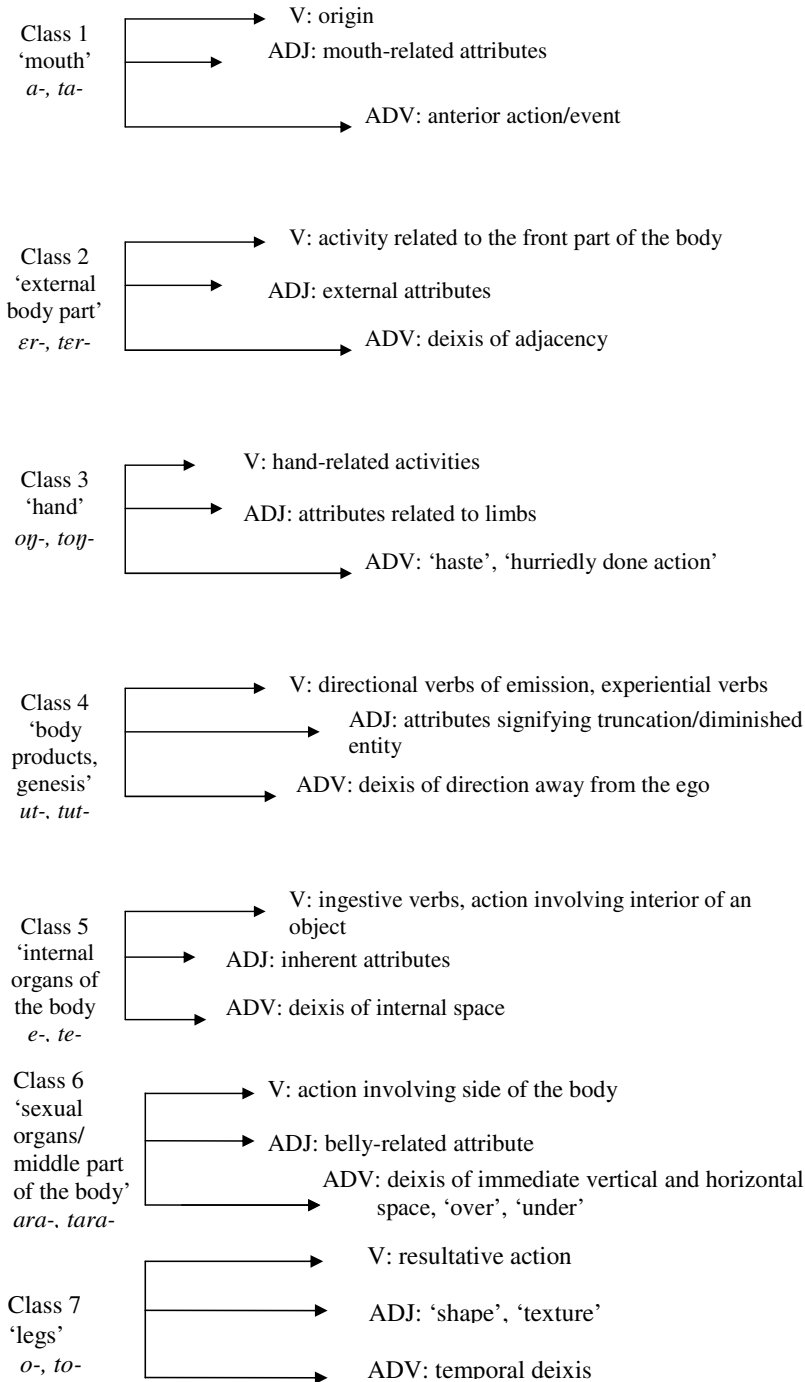 Class 1
‘mouth’
a-, ta-
V: origin
ADJ: mouth-related attributes
ADV: anterior action/event
Class 2
‘external
body part’
ɛr-, tɛr-
V: activity related to the front part of the body
ADJ: external attributes
ADV: deixis of adjacency
Class 3
‘hand’
oŋ-, toŋ-
V: hand-related activities
ADJ: attributes related to limbs
ADV: ‘haste’, ‘hurriedly done action’
Class 4
‘body
products,
genesis’
ut-, tut-
V: directional verbs of emission, experiential verbs
ADJ: attributes signifying truncation/diminished
entity
ADV: deixis of direction away from the ego
Class 5
‘internal
organs of
the body
e-, te-
V: ingestive verbs, action involving interior of an
object
ADJ: inherent attributes
ADV: deixis of internal space
Class 6
‘sexual
organs/
middle part
of the body’
ara-, tara-
V: action involving side of the body
ADJ: belly-related attribute
ADV: deixis of immediate vertical and horizontal
space, ‘over’, ‘under’
Class 7
‘legs’
o-, to-
V: resultative action
ADJ: ‘shape’, ‘texture’
ADV: temporal deixis